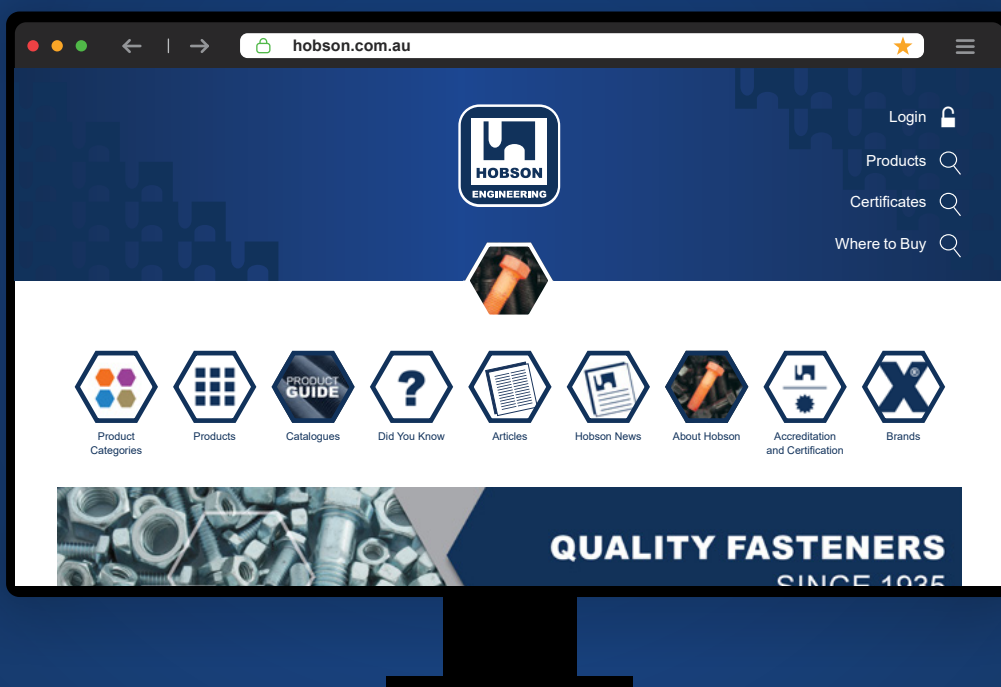 hobson.com.au
HOBSON
ENGINEERING
Login
Products
Certificates
Where to Buy
PRODUCT
GUIDE
?
X®
Product
Categories
Products
Catalogues
Did You Know
Articles
Hobson News
About Hobson
Accreditation
and Certification
Brands
QUALITY FASTENERS
SINCE 1935